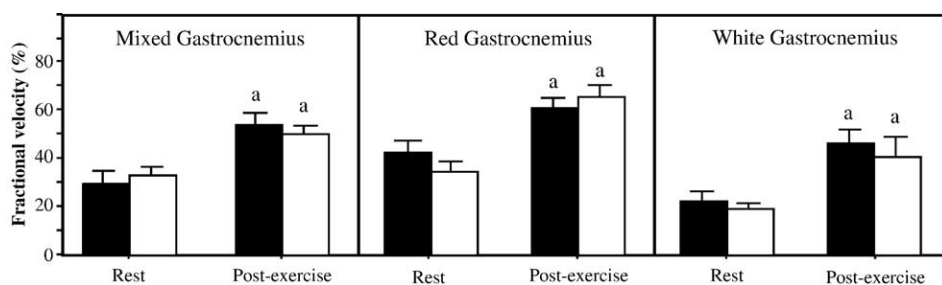 Mixed Gastrocnemius
Red Gastrocnemius
White Gastrocnemius
Fractional velocity (%)
80
60
40
20
0
a
a
a
a
a
a
Rest
Post-exercise
Rest
Post-exercise
Rest
Post-exercise